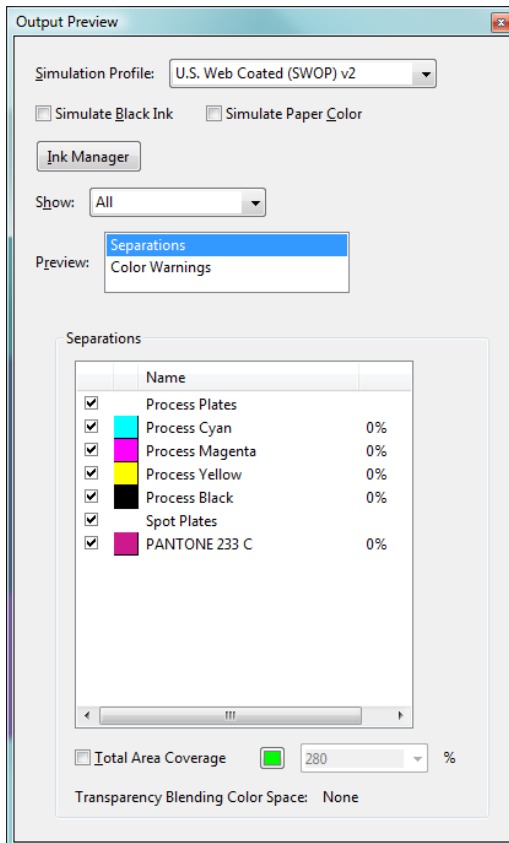 Output Preview
Simulation Profile: U.S. Web Coated (SWOP) v2
Simulate Black Ink Simulate Paper Color
Ink Manager
Show: All
Separations
Preview:
Color Warnings
Separations
Name
Process Plates
Process Cyan 0%
Process Magenta 0%
Process Yellow 0%
Process Black 0%
Spot Plates
PANTONE 233 C 0%
Total Area Coverage 280 %
Transparency Blending Color Space: None